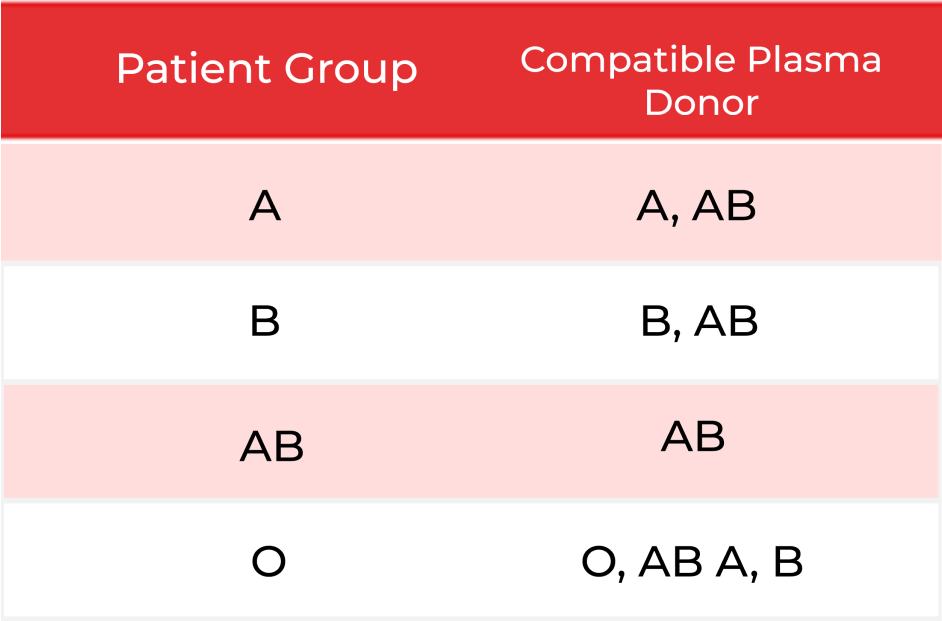 Patient Group
Compatible Plasma
Donor
A
A, AB
B
B, AB
AB
AB
O
O, AB A, B